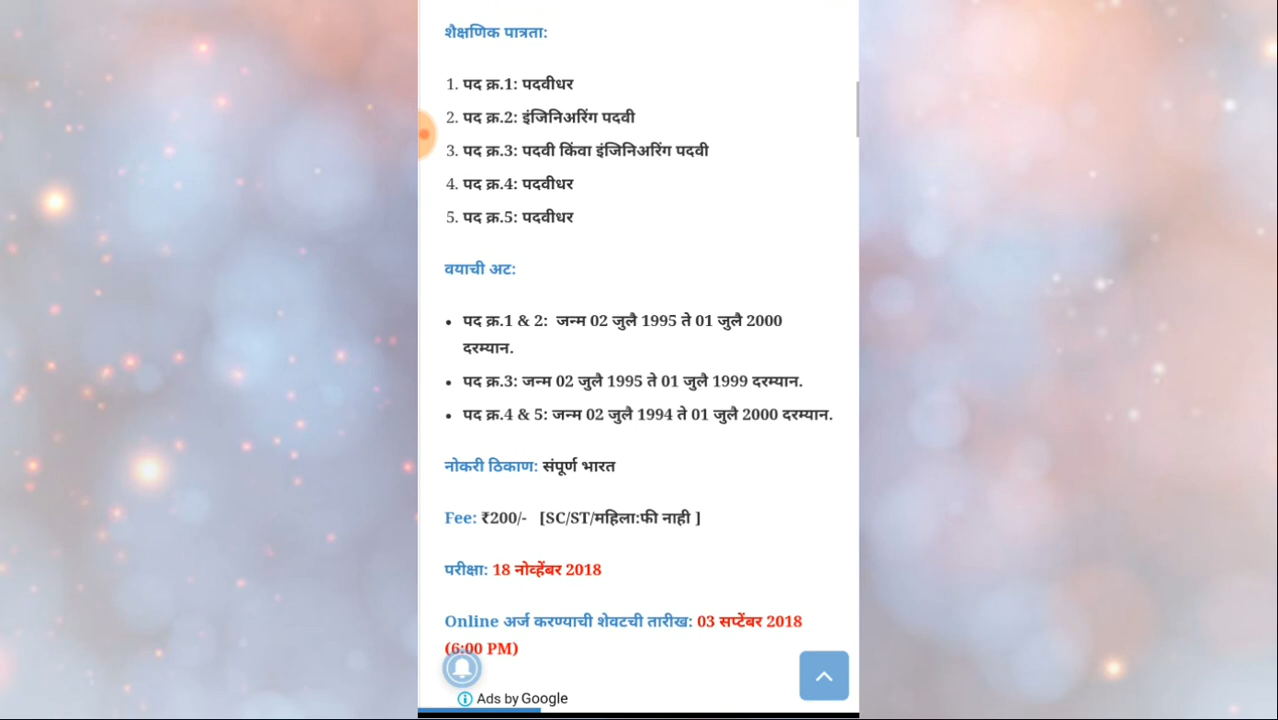 शैक्षणिक पात्रता:
1. पद क्र.1: पदवीधर
2. पद क्र.2: इंजिनिअरिंग पदवी
3. पद क्र.3: पदवी किंवा इंजिनिअरिंग पदवी
4. पद क्र.4: पदवीधर
5. पद क्र.5: पदवीधर
वयाची अट:
• पद क्र.1 & 2: जन्म 02 जुलै 1995 ते 01 जुलै 2000
दरम्यान.
• पद क्र.3: जन्म 02 जुलै 1995 ते 01 जुलै 1999 दरम्यान.
• पद क्र.4 & 5: जन्म 02 जुलै 1994 ते 01 जुलै 2000 दरम्यान.
नोकरी ठिकाण: संपूर्ण भारत
Fee: ₹200/- [SC/ST/महिला:फी नाही ]
परीक्षा: 18 नोव्हेंबर 2018
Online अर्ज करण्याची शेवटची तारीख: 03 सप्टेंबर 2018
(6:00 PM)
Ads by Google